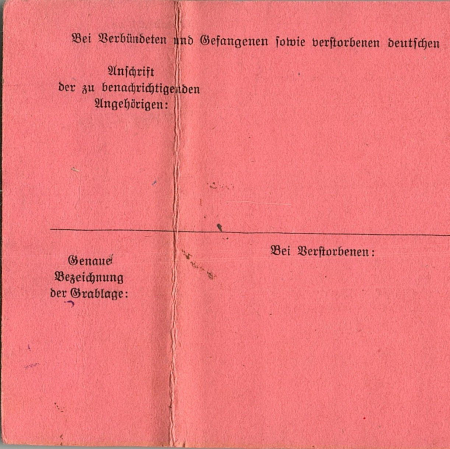 Bei Verbündeten und Gefangenen sowie verstorbenen deutschen
Anschrift
der zu benachrichtigenden
Angehörigen:
Bei Verstorbenen:
Genaue
Bezeichnung
der Grablage: